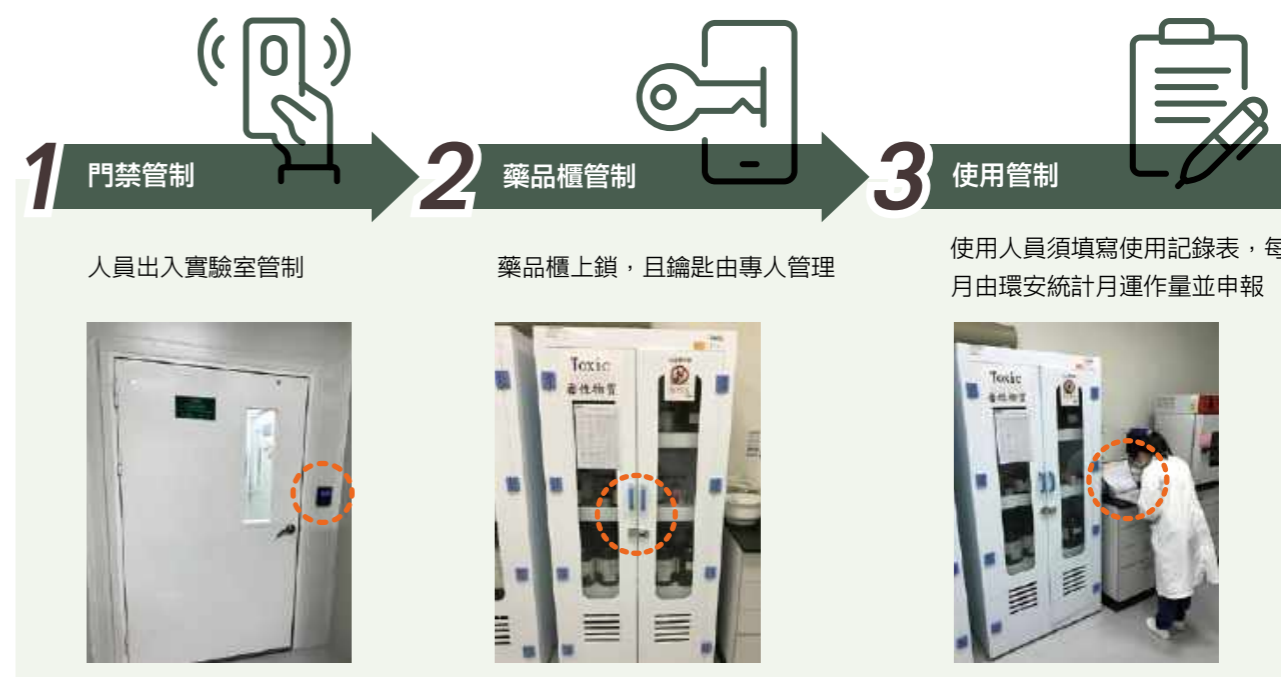 1
門禁管制
人員出入實驗室管制
2
藥品櫃管制
藥品櫃上鎖,且鑰匙由專人管理
3
使用管制
使用人員須填寫使用記錄表,每
月由環安統計月運作量並申報
Toxic
毒性物質
Toxic
毒性物質